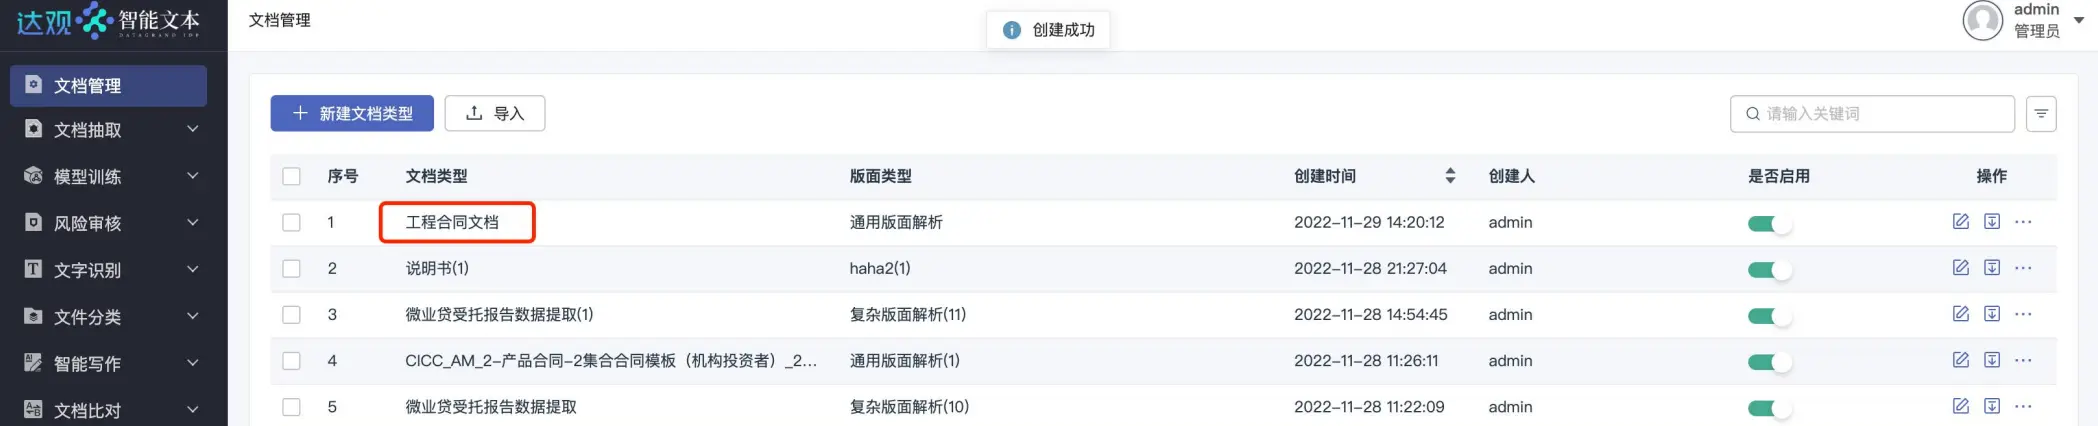 达观 智能文本
DATAGRAND IDP
文档管理
创建成功
admin
管理员
文档管理
文档抽取
模型训练
风险审核
文字识别
文件分类
智能写作
文档比对
新建文档类型 导入 请输入关键词
序号 文档类型 版面类型 创建时间 创建人 是否启用 操作
1 工程合同文档 通用版面解析 2022-11-29 14:20:12 admin
2 说明书(1) haha2(1) 2022-11-28 21:27:04 admin
3 微业贷受托报告数据提取(1) 复杂版面解析(11) 2022-11-28 14:54:45 admin
4 CICC_AM_2-产品合同-2集合合同模板（机构投资者）_2... 通用版面解析(1) 2022-11-28 11:26:11 admin
5 微业贷受托报告数据提取 复杂版面解析(10) 2022-11-28 11:22:09 admin